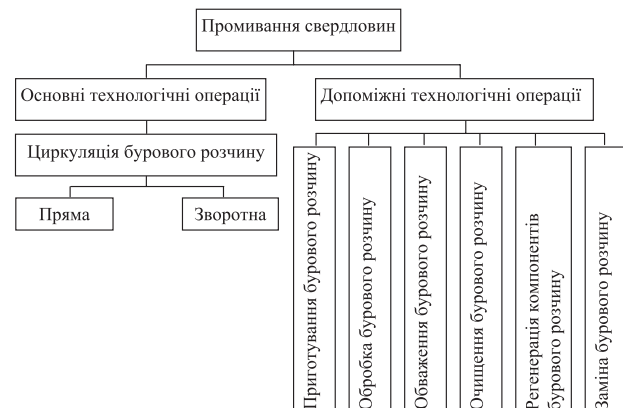 Промивання свердловин
Основні технологічні операції
Допоміжні технологічні операції
Циркуляція бурового розчину
Пряма
Зворотна
Приготування бурового розчину
Обробка бурового розчину
Обваження бурового розчину
Очищення бурового розчину
Регенерація компонентів
бурового розчину
Заміна бурового розчину